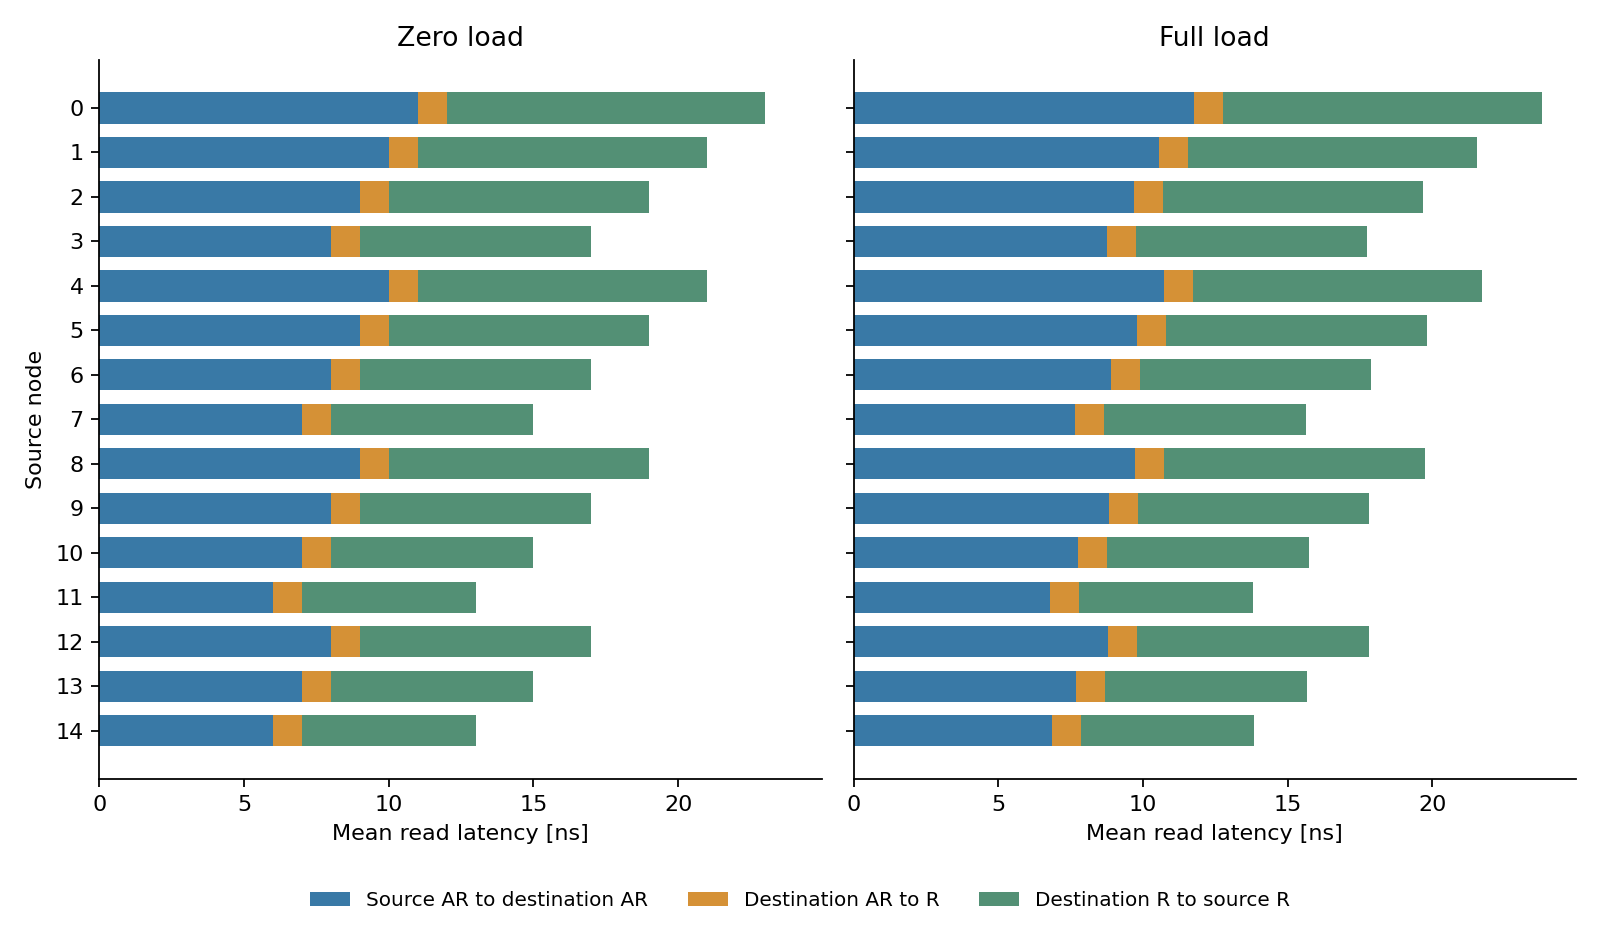 Zero load
Full load
Source node
0
1
2
3
4
5
6
7
8
9
10
11
12
13
14
0 5 10 15 20
0 5 10 15 20
Mean read latency [ns]
Mean read latency [ns]
Source AR to destination AR
Destination AR to R
Destination R to source R